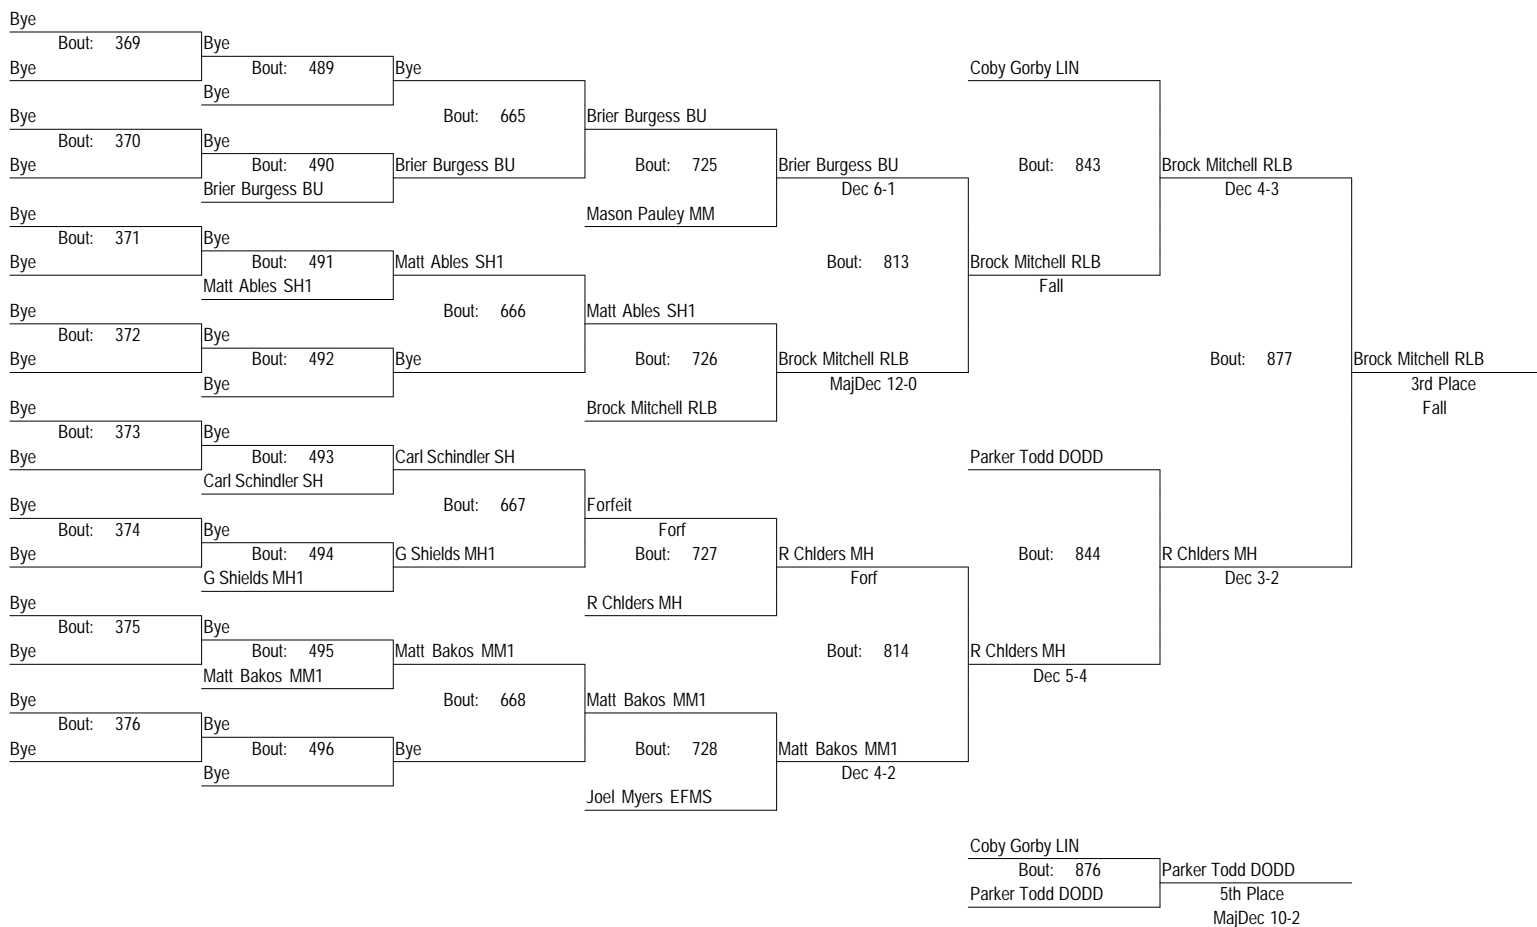 Bye
Bout: 369
Bye
Bye
Bout: 370
Bye
Bye
Bout: 371
Bye
Bye
Bout: 372
Bye
Bye
Bout: 373
Bye
Bye
Bout: 374
Bye
Bye
Bout: 375
Bye
Bye
Bout: 376
Bye
Bye
Bout: 489
Bye
Bye
Bout: 490
Brier Burgess BU
Bye
Bout: 491
Matt Ables SH1
Bye
Bout: 492
Bye
Bye
Bout: 493
Carl Schindler SH
Bye
Bout: 494
G Shields MH1
Bye
Bout: 495
Matt Bakos MM1
Bye
Bout: 496
Bye
Bye
Bout: 665
Brier Burgess BU
Matt Ables SH1
Bout: 666
Bye
Carl Schindler SH
Bout: 667
G Shields MH1
Matt Bakos MM1
Bout: 668
Bye
Brier Burgess BU
Bout: 725
Mason Pauley MM
Matt Ables SH1
Bout: 726
Brock Mitchell RLB
Forfeit
Forf
Bout: 727
R Chlders MH
Matt Bakos MM1
Bout: 728
Joel Myers EFMS
Brier Burgess BU
Dec 6-1
Bout: 813
Brock Mitchell RLB
MajDec 12-0
R Chlders MH
Forf
Bout: 814
Matt Bakos MM1
Dec 4-2
Coby Gorby LIN
Bout: 843
Brock Mitchell RLB
Fall
Parker Todd DODD
Bout: 844
R Chlders MH
Dec 5-4
Brock Mitchell RLB
Dec 4-3
Bout: 877
R Chlders MH
Dec 3-2
Brock Mitchell RLB
3rd Place
Fall
Coby Gorby LIN
Bout: 876
Parker Todd DODD
Parker Todd DODD
5th Place
MajDec 10-2